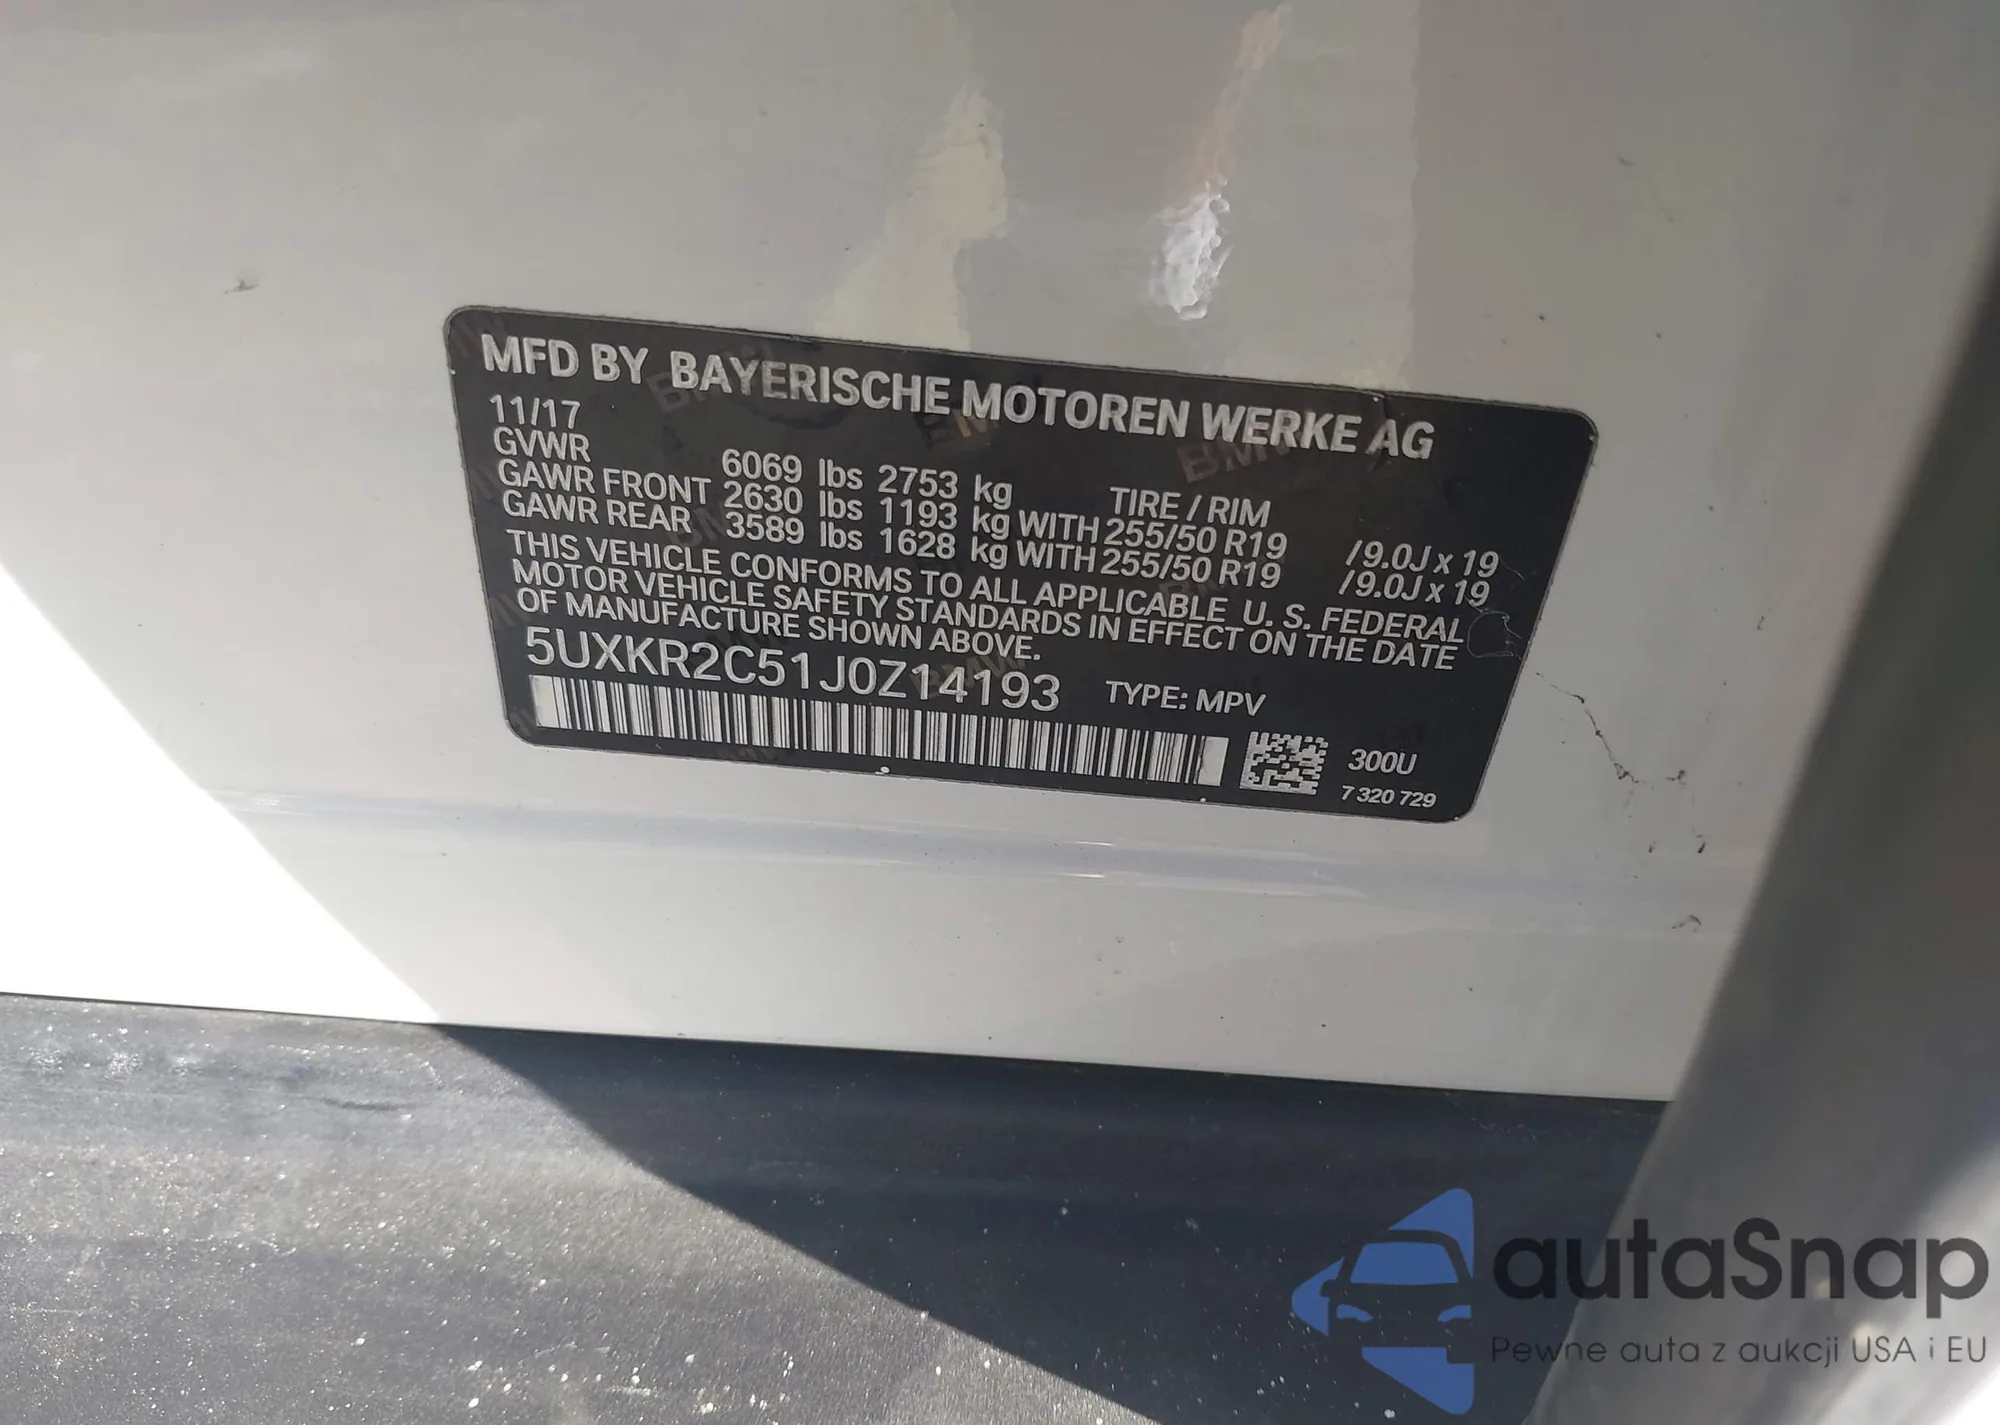 MFD BY BAYERISCHE MOTOREN WERKE AG
11/17
GVWR 6069 lbs 2753 kg TIRE / RIM
GAWR FRONT 2630 lbs 1193 kg WITH 255/50 R19 /9.0J x 19
GAWR REAR 3589 lbs 1628 kg WITH 255/50 R19 /9.0J x 19
THIS VEHICLE CONFORMS TO ALL APPLICABLE U. S. FEDERAL
MOTOR VEHICLE SAFETY STANDARDS IN EFFECT ON THE DATE
OF MANUFACTURE SHOWN ABOVE.
5UXKR2C51J0Z14193 TYPE: MPV
300U
7 320 729
autaSnap
Pewne auta z aukcji USA i EU